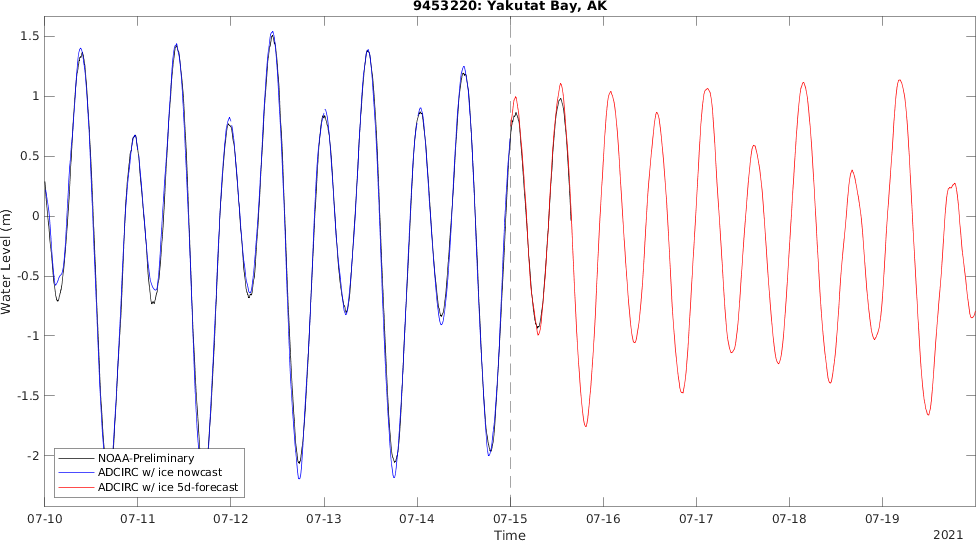 9453220: Yakutat Bay, AK
Water Level (m)
1.5
1
0.5
0
-0.5
-1
-1.5
-2
NOAA-Preliminary
ADCIRC w/ ice nowcast
ADCIRC w/ ice 5d-forecast
07-10 07-11 07-12 07-13 07-14 07-15 07-16 07-17 07-18 07-19
Time
2021